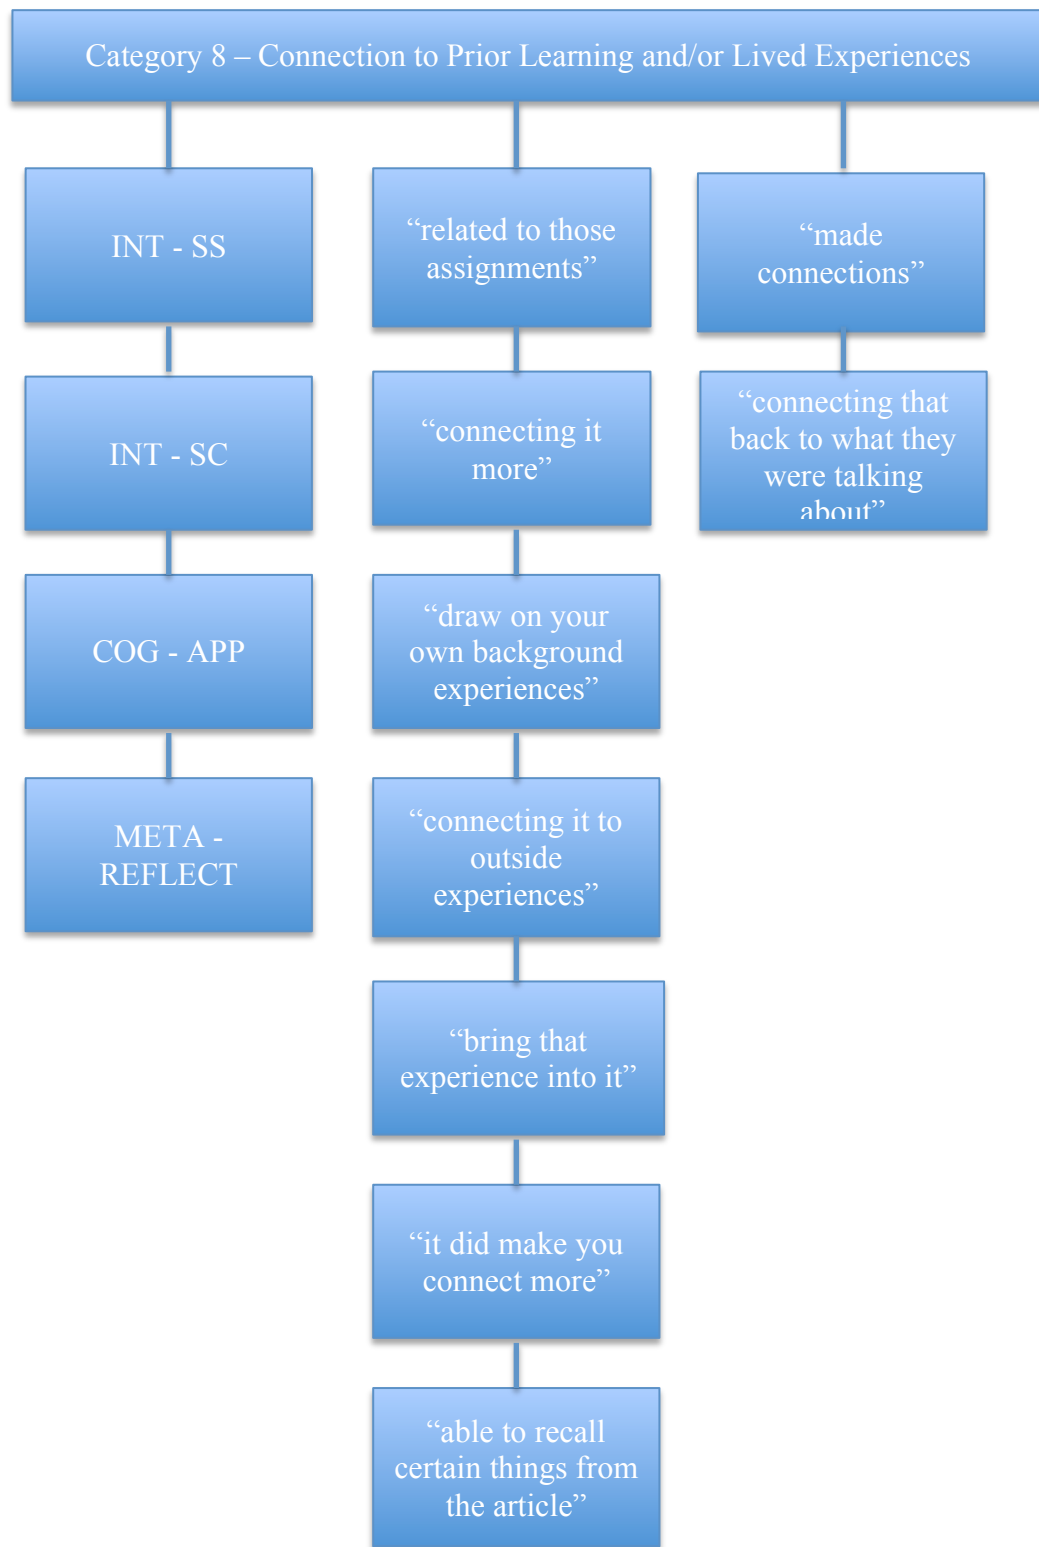 Category 8 – Connection to Prior Learning and/or Lived Experiences
INT - SS
INT - SC
COG - APP
META -
REFLECT
“related to those
assignments”
“connecting it
more”
“draw on your
own background
experiences”
“connecting it to
outside
experiences”
“bring that
experience into it”
“it did make you
connect more”
“able to recall
certain things from
the article”
“made
connections”
“connecting that
back to what they
were talking
about”